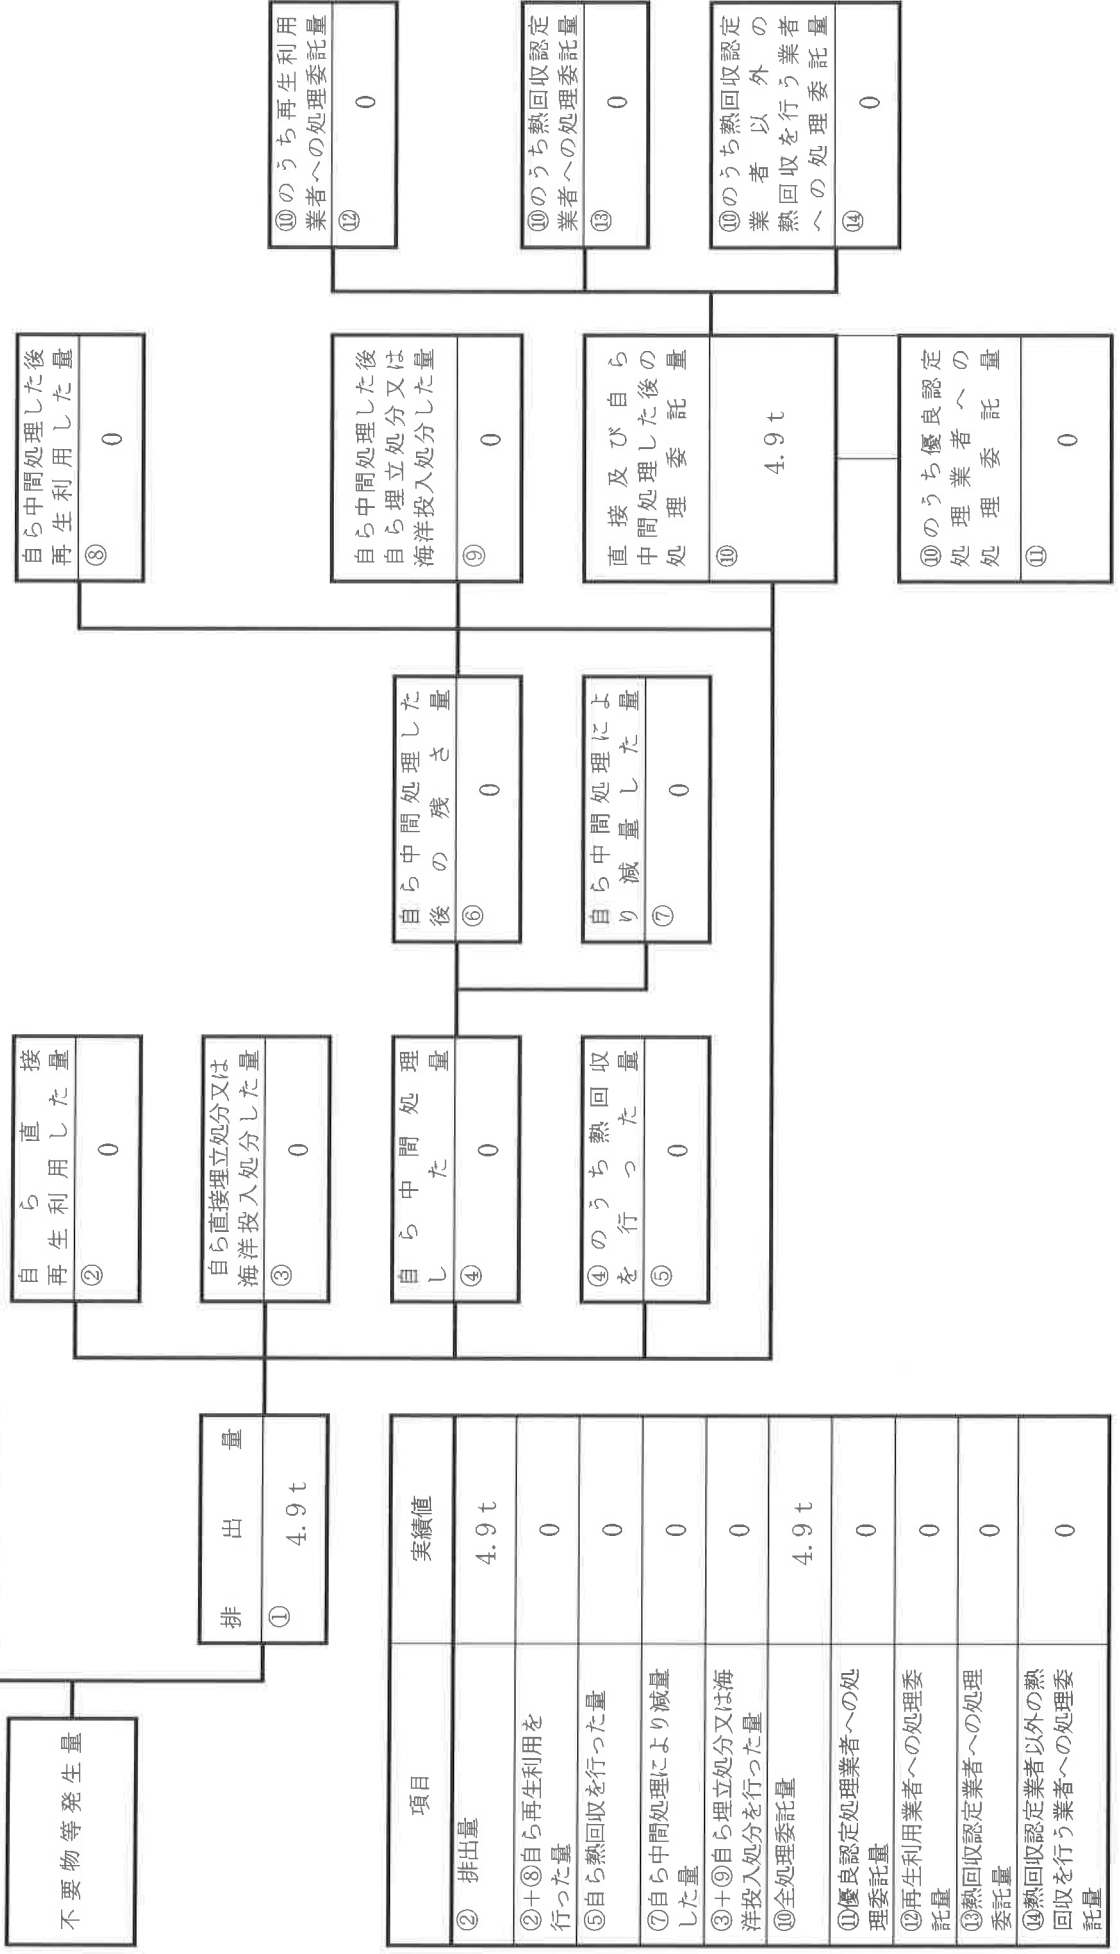 不要物等発生量
排出量
①
4.9t
自ら直接
再生利用した量
②
0
自ら直接埋立処分又は
海洋投入処分した量
③
0
自ら中間処理
した量
④
0
④のうち熱回収
を行った量
⑤
0
自ら中間処理した
後の残さ量
⑥
0
自ら中間処理によ
り減量した量
⑦
0
自ら中間処理した後
再生利用した量
⑧
0
自ら中間処理した後
自ら埋立処分又は
海洋投入処分した量
⑨
0
直接及び自ら
中間処理した後の
処理委託量
⑩
4.9t
⑩のうち優良認定
処理業者への
処理委託量
⑪
0
⑩のうち再生利用
業者への処理委託量
⑫
0
⑩のうち熱回収認定
業者への処理委託量
⑬
0
⑩のうち熱回収認定
業者以外の
熱回収を行う業者
への処理委託量
⑭
0
項目 実績値
② 排出量 4.9t
②+⑧自ら再生利用を
行った量
0
⑤自ら熱回収を行った量 0
⑦自ら中間処理により減量
した量
0
③+⑨自ら埋立処分又は海
洋投入処分を行った量
0
⑩全処理委託量 4.9t
⑪優良認定処理業者への処
理委託量
0
⑫再生利用業者への処理委
託量
0
⑬熱回収認定業者への処理
委託量
0
⑭熱回収認定業者以外の熱
回収を行う業者への処理委
託量
0